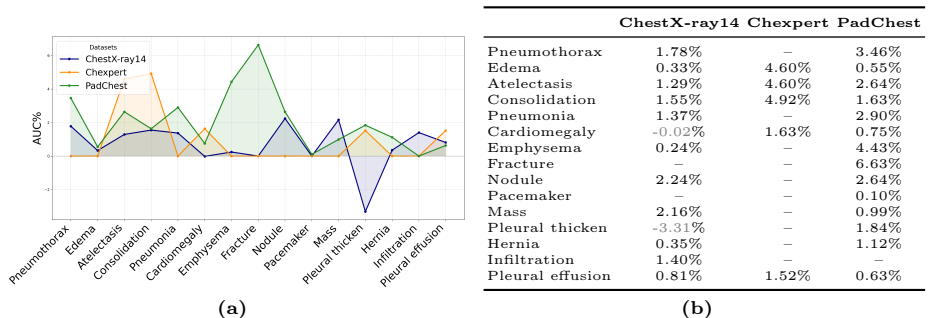 Datasets
ChestX-ray14
Chexpert
PadChest
AUC%
6
4
2
0
-2
Pneumothorax
Edema
Atelectasis
Consolidation
Pneumonia
Cardiomegaly
Emphysema
Fracture
Nodule
Pacemaker
Mass
Pleural thicken
Hernia
Infiltration
Pleural effusion
(a)
ChestX-ray14 Chexpert PadChest
Pneumothorax 1.78% – 3.46%
Edema 0.33% 4.60% 0.55%
Atelectasis 1.29% 4.60% 2.64%
Consolidation 1.55% 4.92% 1.63%
Pneumonia 1.37% – 2.90%
Cardiomegaly -0.02% 1.63% 0.75%
Emphysema 0.24% – 4.43%
Fracture – – 6.63%
Nodule 2.24% – 2.64%
Pacemaker – – 0.10%
Mass 2.16% – 0.99%
Pleural thicken -3.31% – 1.84%
Hernia 0.35% – 1.12%
Infiltration 1.40% – –
Pleural effusion 0.81% 1.52% 0.63%
(b)